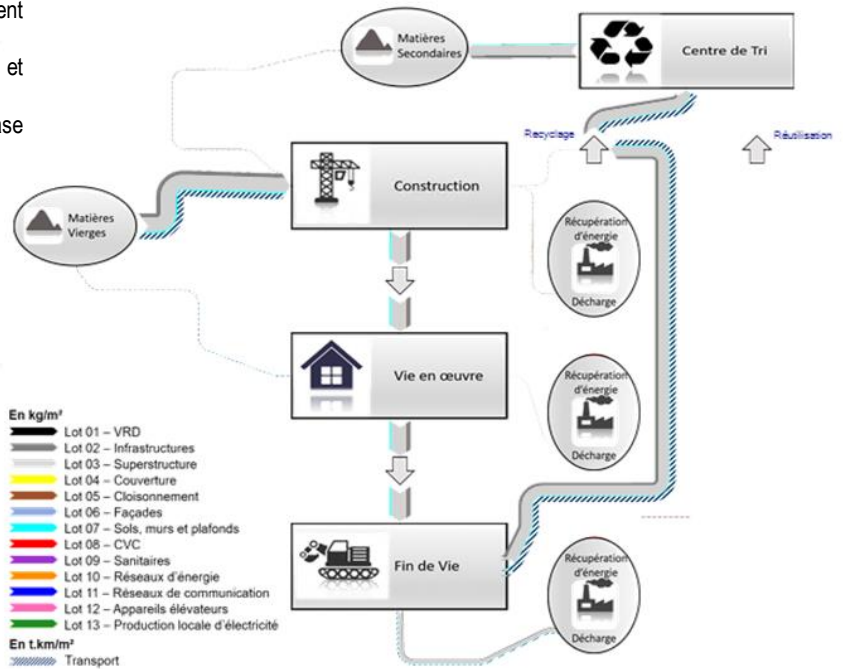 ent
et
ase
Matières
Secondaires
Centre de Tri
Recyclage
Réutilisation
Construction
Matières
Vierges
Récupération
d'énergie
Décharge
Vie en œuvre
Récupération
d'énergie
Décharge
En kg/m²
Lot 01 – VRD
Lot 02 – Infrastructures
Lot 03 – Superstructure
Lot 04 – Couverture
Lot 05 – Cloisonnement
Lot 06 – Façades
Lot 07 – Sols, murs et plafonds
Lot 08 – CVC
Lot 09 – Sanitaires
Lot 10 – Réseaux d'énergie
Lot 11 – Réseaux de communication
Lot 12 – Appareils élévateurs
Lot 13 – Production locale d'électricité
En t.km/m²
Transport
Fin de Vie
Récupération
d'énergie
Décharge